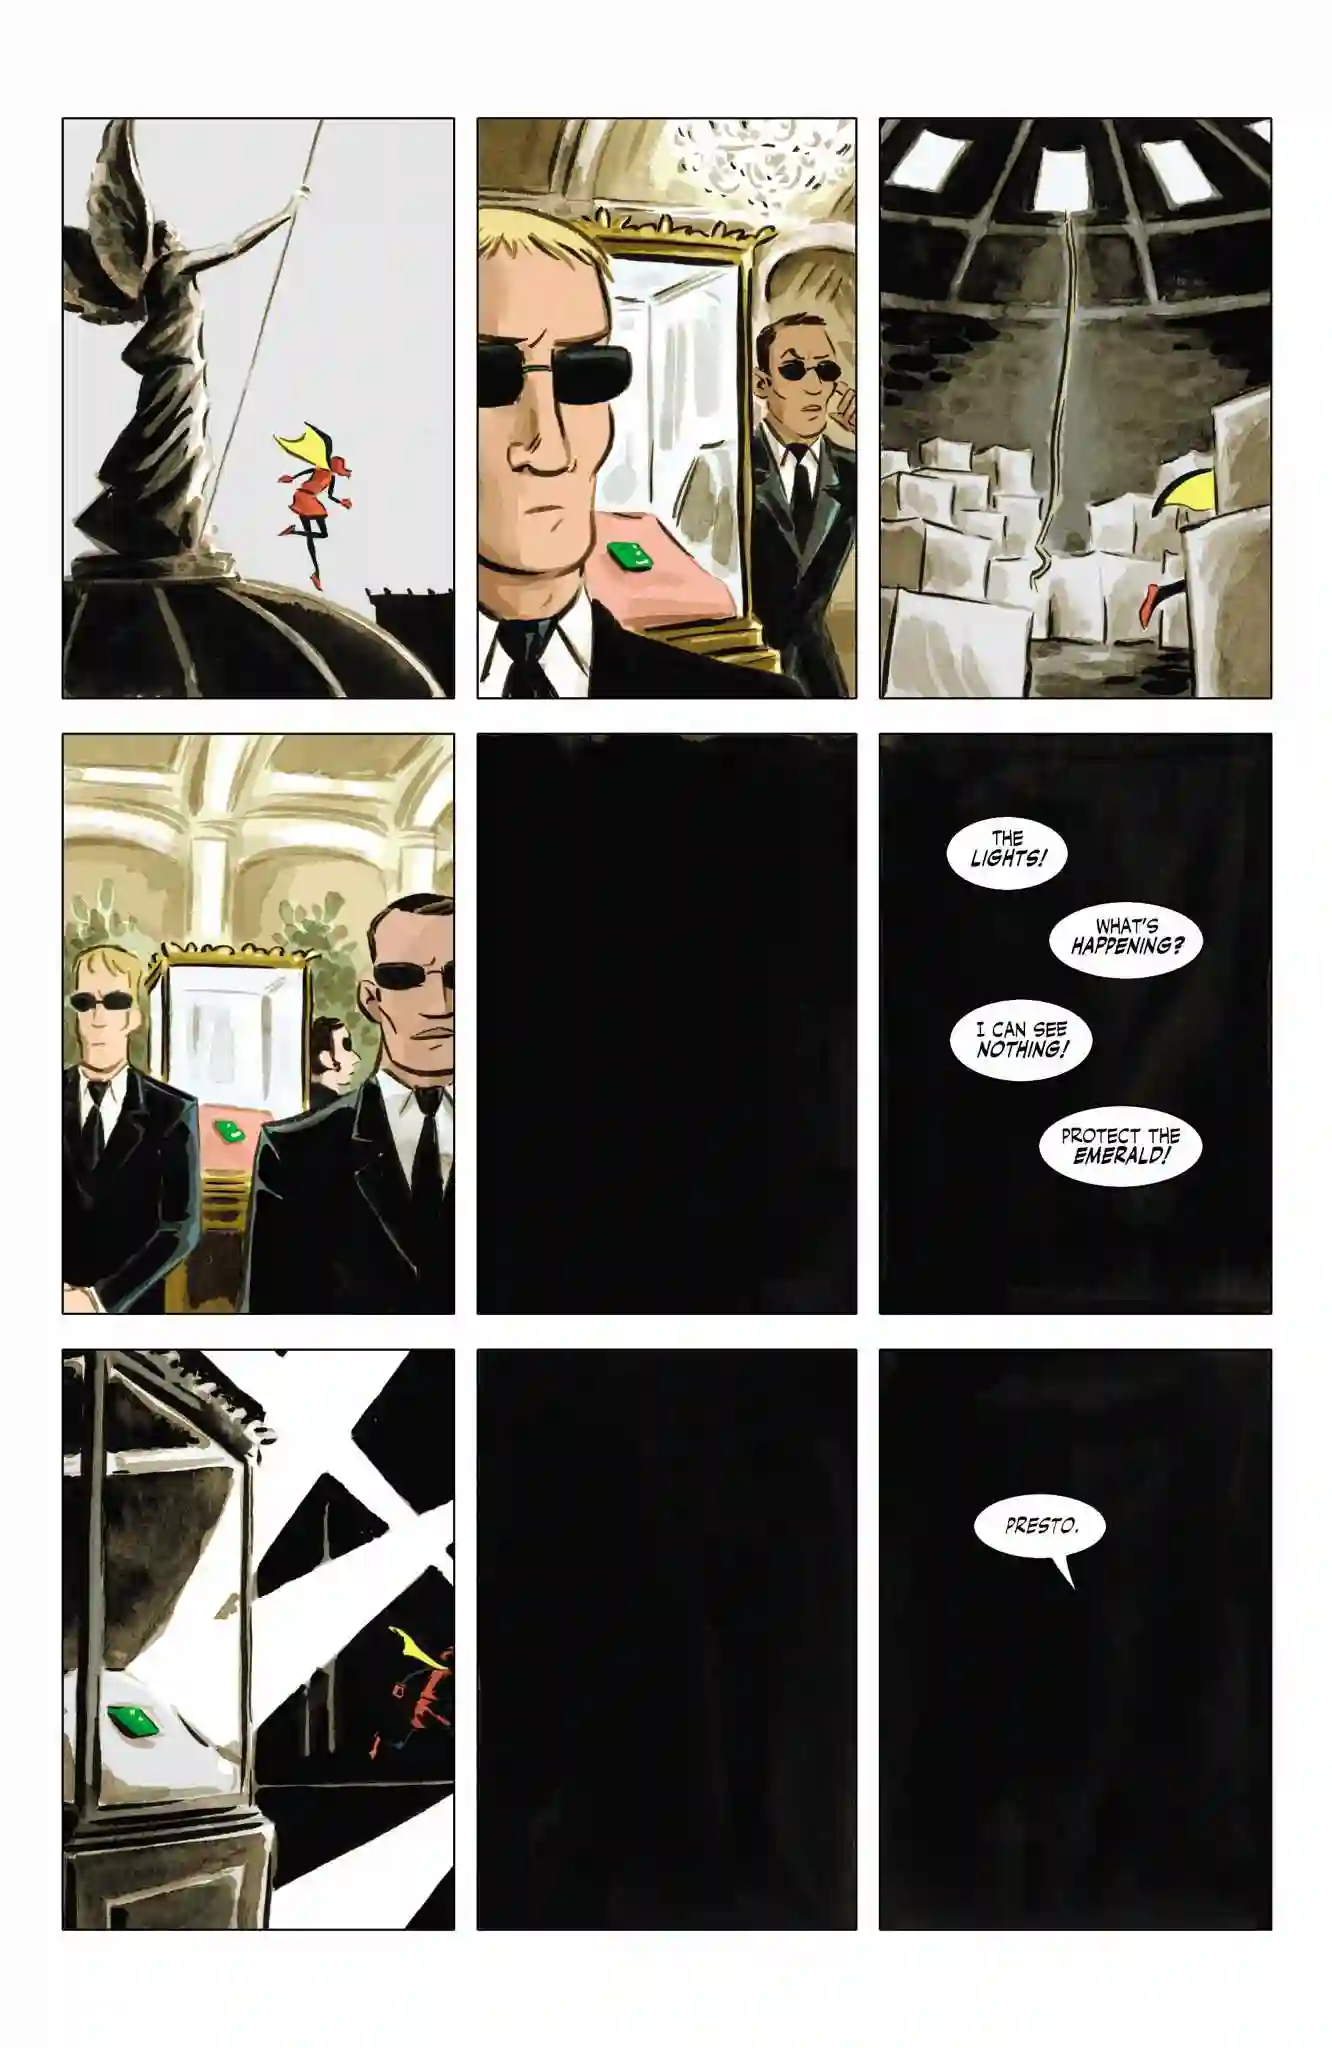 THE
LIGHTS!
WHAT'S
HAPPENING?
I CAN SEE
NOTHING!
PROTECT THE
EMERALD!
PRESTO.